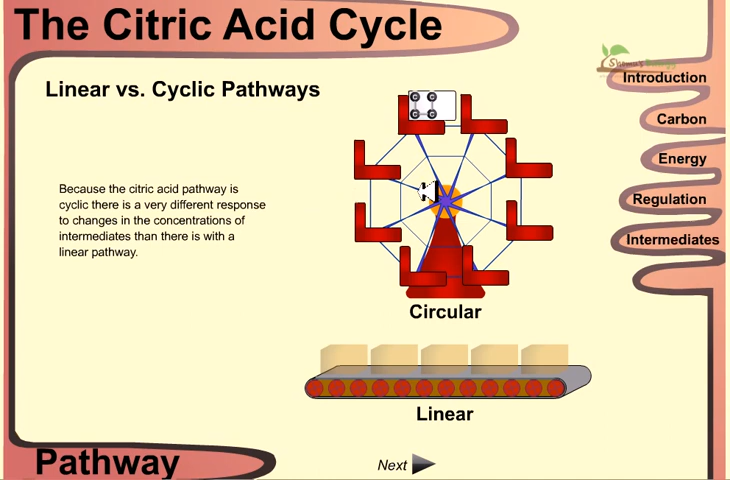 The Citric Acid Cycle
Linear vs. Cyclic Pathways
Introduction
Carbon
Energy
Regulation
Intermediates
Because the citric acid pathway is
cyclic there is a very different response
to changes in the concentrations of
intermediates than there is with a
linear pathway.
Circular
Linear
Pathway
Next